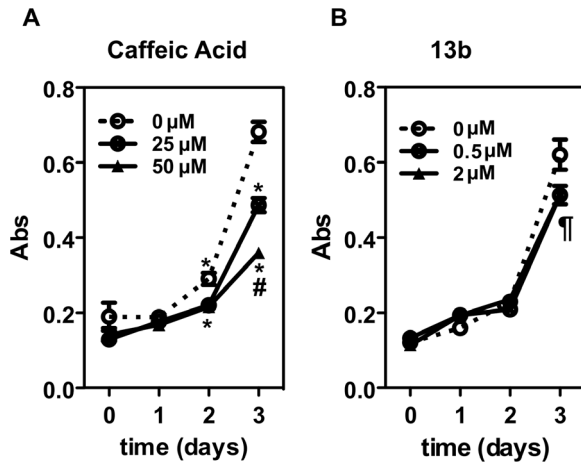 A
Caffeic Acid
0.8
0.6
0.4
0.2
0.0
Abs
0 µM
25 µM
50 µM
*
*
*
*
#
0 1 2 3
time (days)
B
13b
0.8
0.6
0.4
0.2
0.0
Abs
0 µM
0.5 µM
2 µM
¶
0 1 2 3
time (days)